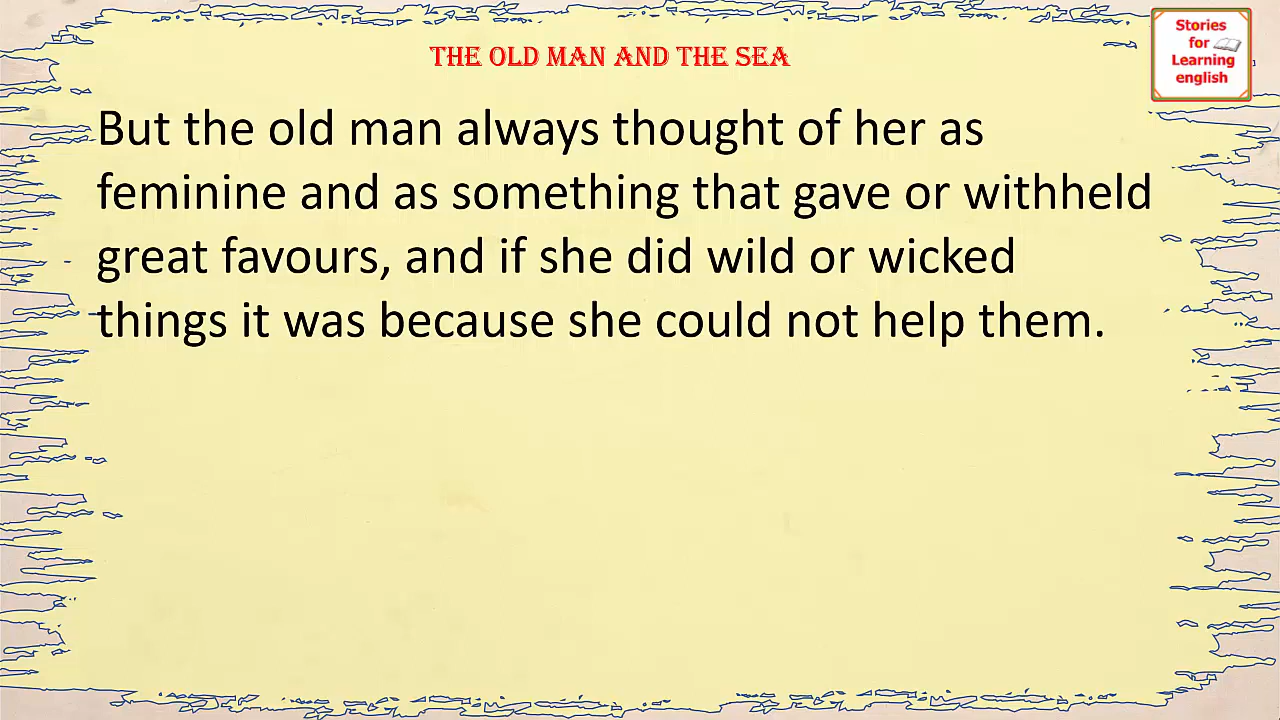 THE OLD MAN AND THE SEA
Stories
for
Learning
english
But the old man always thought of her as
feminine and as something that gave or withheld
great favours, and if she did wild or wicked
things it was because she could not help them.